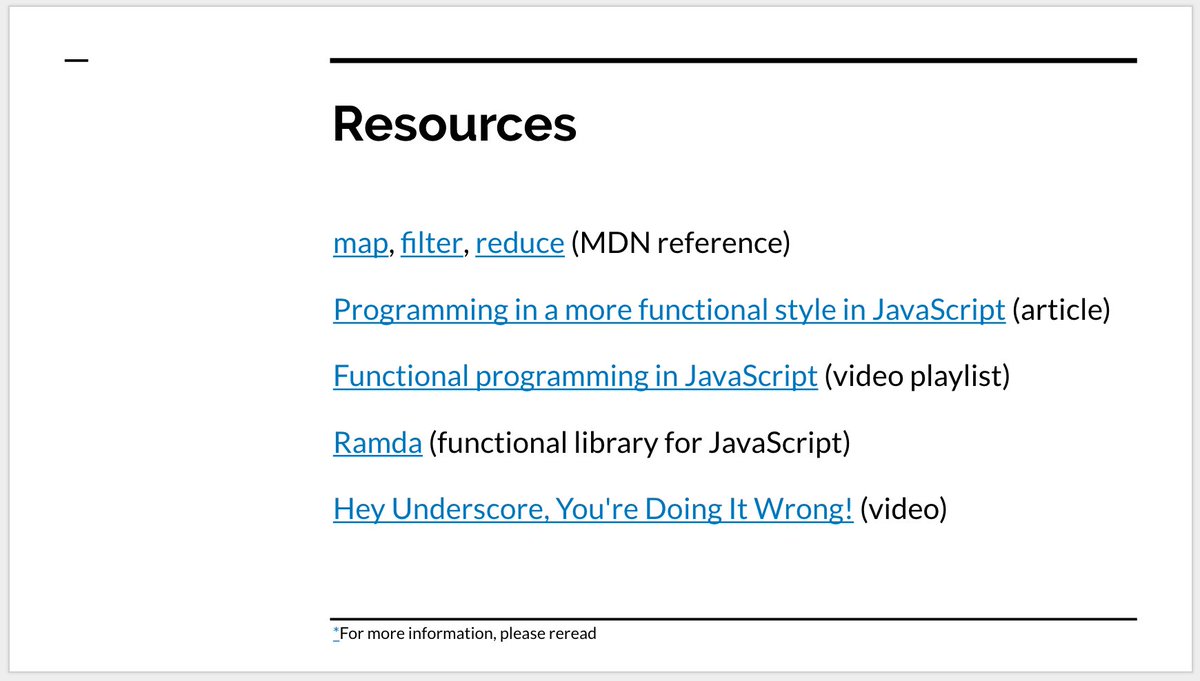 Resources
map, filter, reduce (MDN reference)
Programming in a more functional style in JavaScript (article)
Functional programming in JavaScript (video playlist)
Ramda (functional library for JavaScript)
Hey Underscore, You're Doing It Wrong! (video)
*For more information, please reread